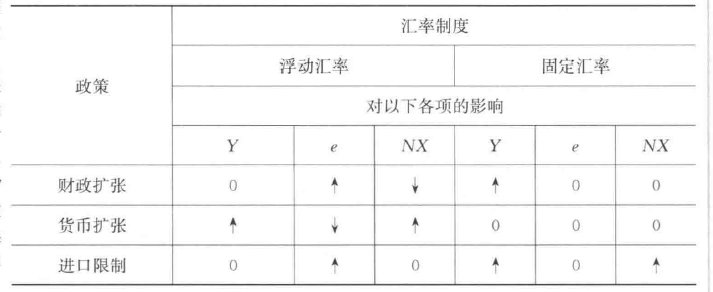 政策
汇率制度
浮动汇率 固定汇率
对以下各项的影响
Y e NX Y e NX
财政扩张 0 ↑ ↓ ↑ 0 0
货币扩张 ↑ ↓ ↑ 0 0 0
进口限制 0 ↑ 0 ↑ 0 ↑